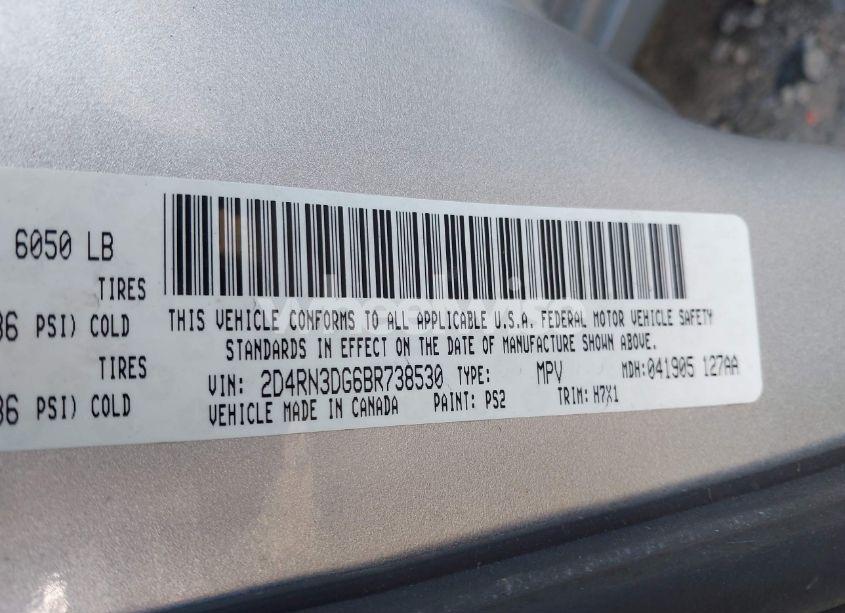 6050 LB
TIRES
36 PSI) COLD
TIRES
36 PSI) COLD
THIS VEHICLE CONFORMS TO ALL APPLICABLE U.S.A. FEDERAL MOTOR VEHICLE SAFETY
STANDARDS IN EFFECT ON THE DATE OF MANUFACTURE SHOWN ABOVE.
VIN: 2D4RN3DG6BR738530 TYPE: MPV MDH: 041905 127AA
VEHICLE MADE IN CANADA PAINT: PS2 TRIM: H7X1